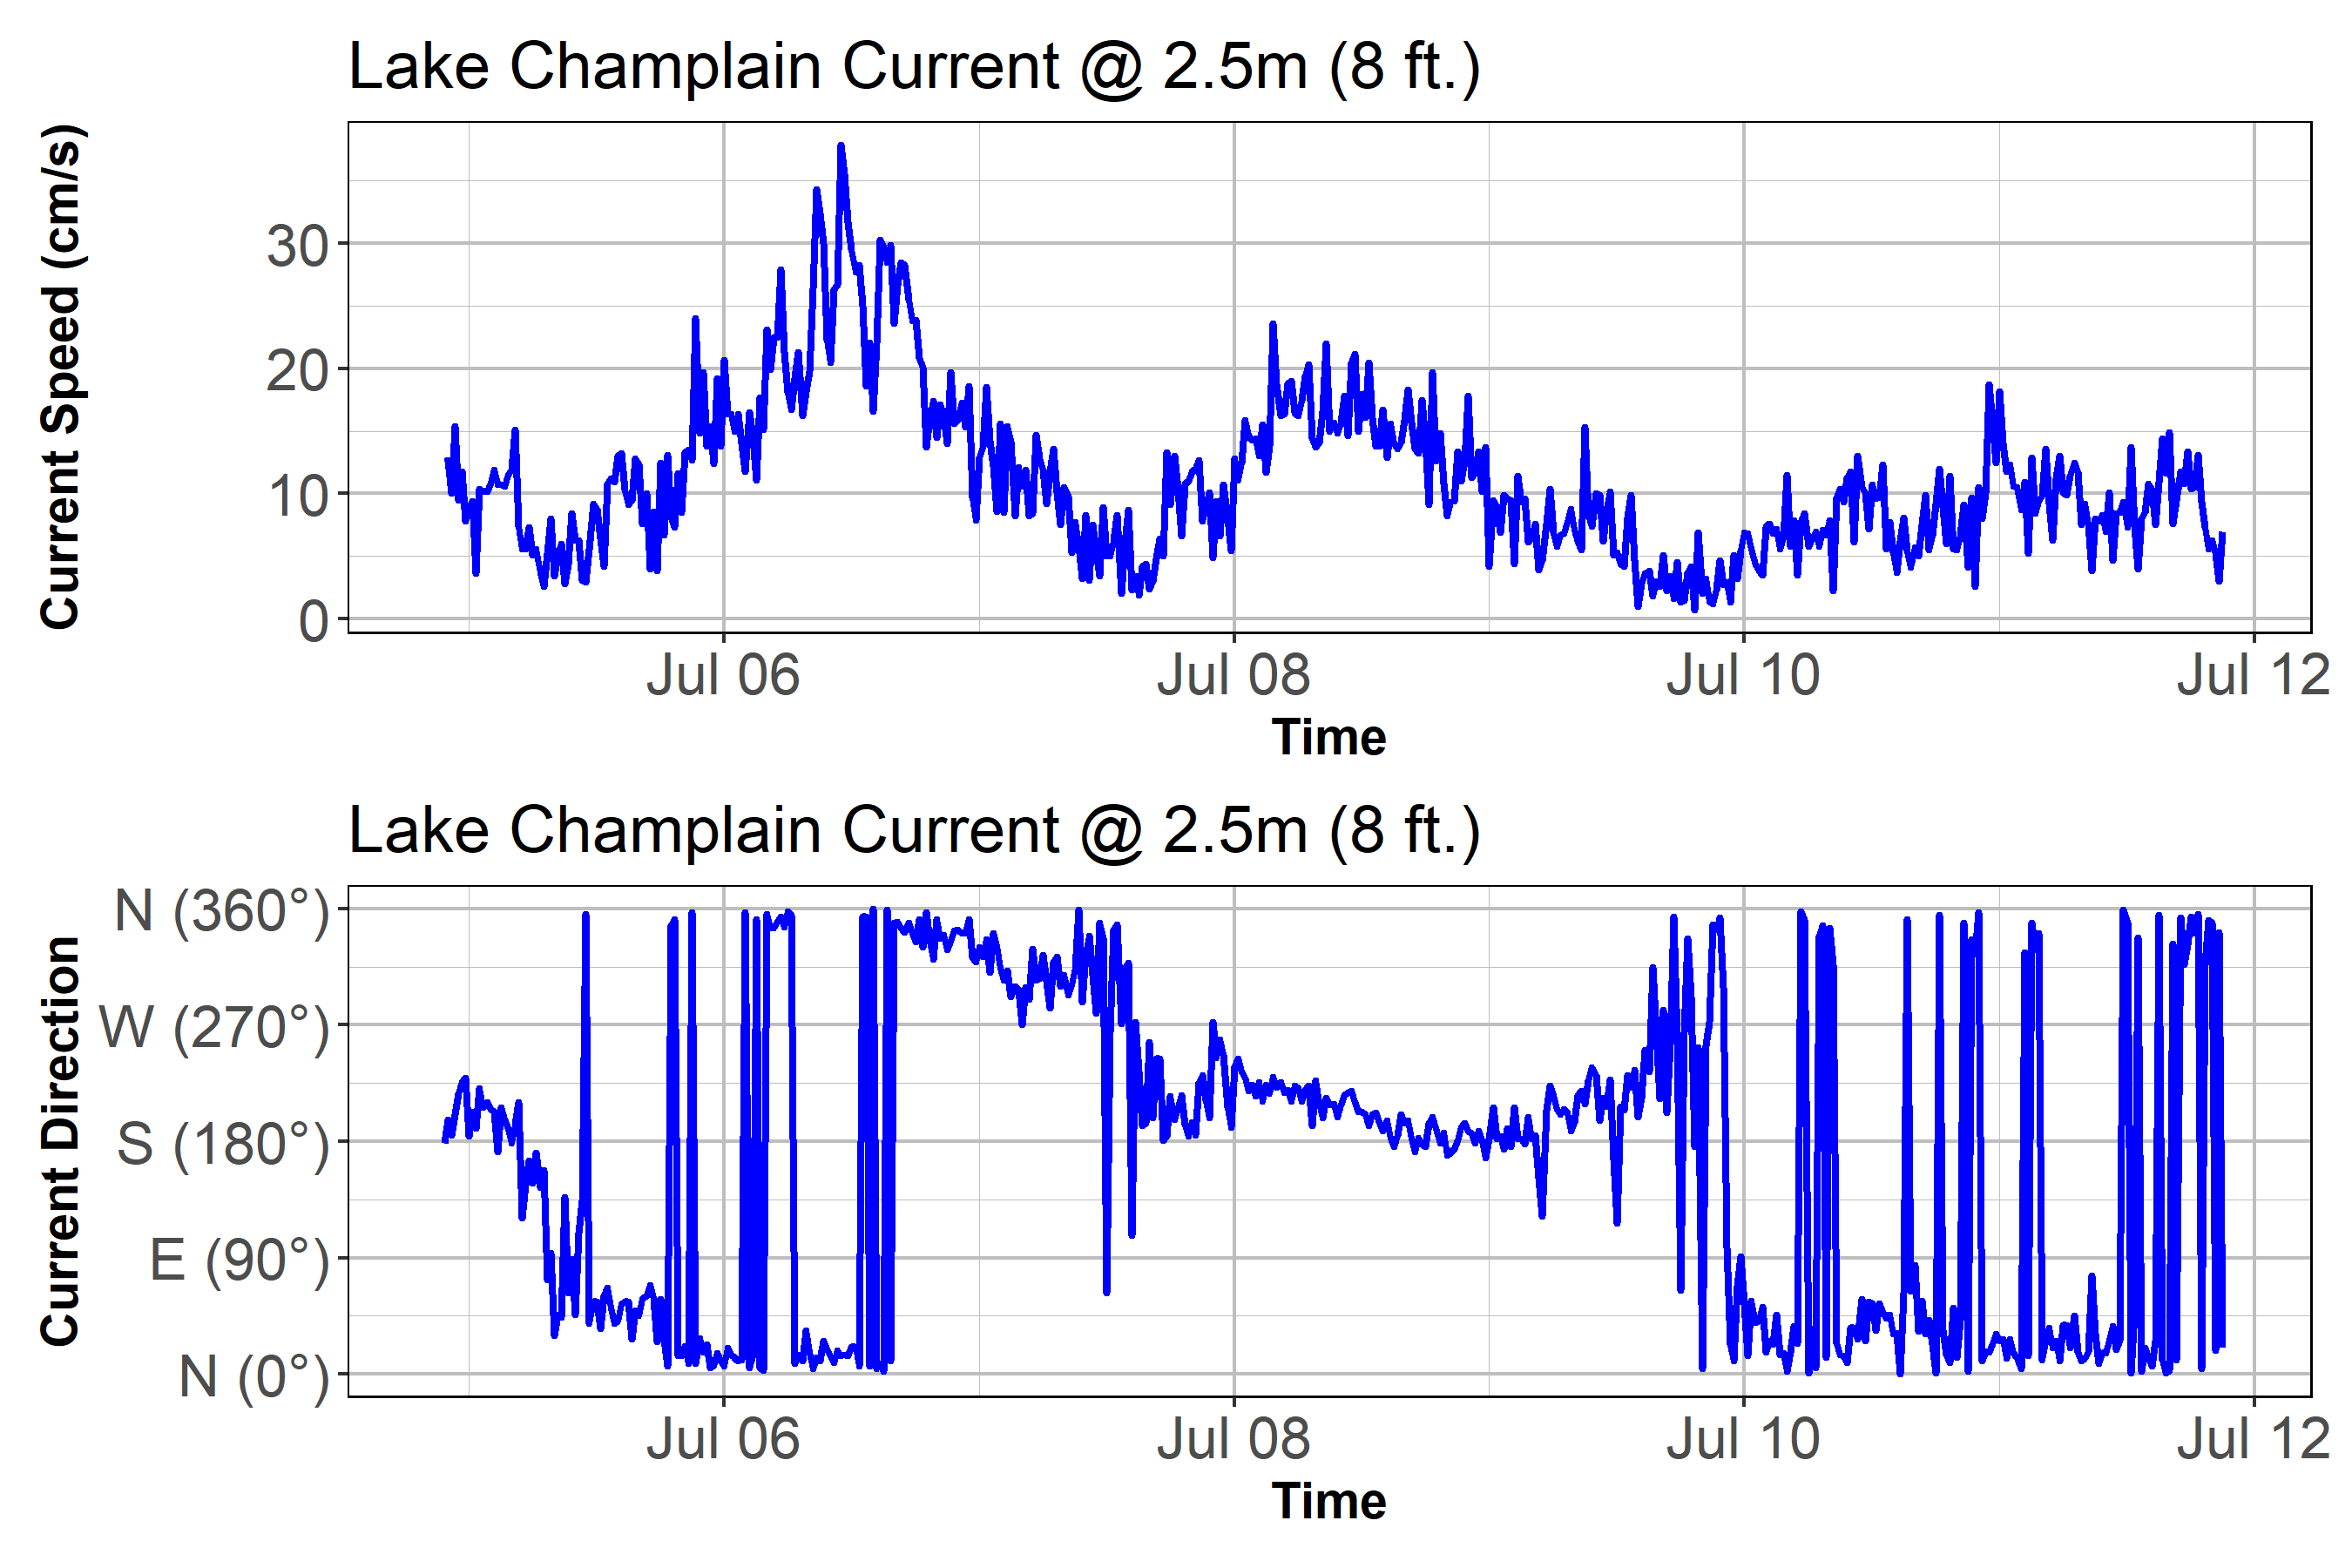 Lake Champlain Current @ 2.5m (8 ft.)
Current Speed (cm/s)
30
20
10
0
Jul 06 Jul 08 Jul 10 Jul 12
Time
Lake Champlain Current @ 2.5m (8 ft.)
Current Direction
N (360°)
W (270°)
S (180°)
E (90°)
N (0°)
Jul 06 Jul 08 Jul 10 Jul 12
Time